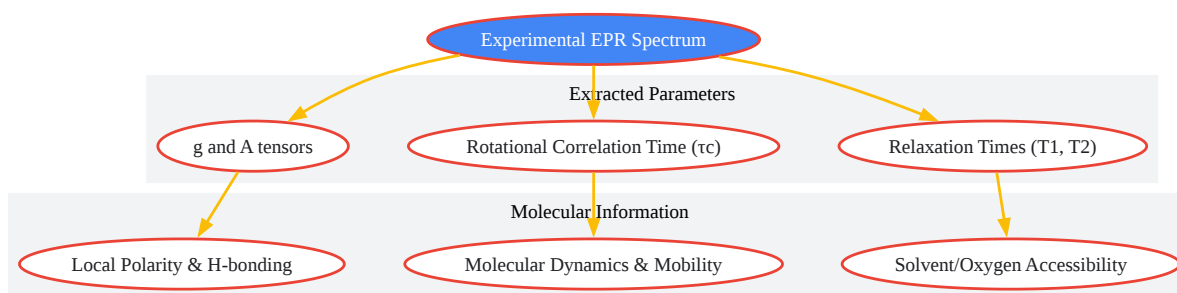 Experimental EPR Spectrum
Extracted Parameters
g and A tensors
Rotational Correlation Time (τc)
Relaxation Times (T1, T2)
Molecular Information
Local Polarity & H-bonding
Molecular Dynamics & Mobility
Solvent/Oxygen Accessibility